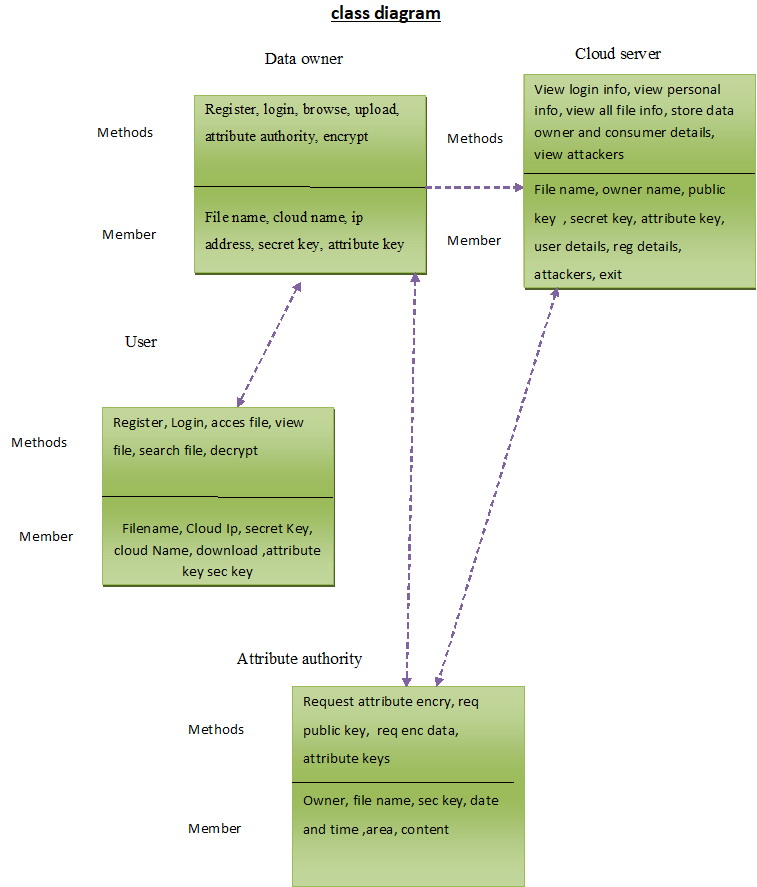 class diagram
Data owner
Cloud server
Methods
Register, login, browse, upload,
attribute authority, encrypt
Member
File name, cloud name, ip
address, secret key, attribute key
Methods
View login info, view personal
info, view all file info, store data
owner and consumer details,
view attackers
Member
File name, owner name, public
key , secret key, attribute key,
user details, reg details,
attackers, exit
User
Methods
Register, Login, acces file, view
file, search file, decrypt
Member
Filename, Cloud Ip, secret Key,
cloud Name, download ,attribute
key sec key
Attribute authority
Methods
Request attribute encry, req
public key, req enc data,
attribute keys
Member
Owner, file name, sec key, date
and time ,area, content